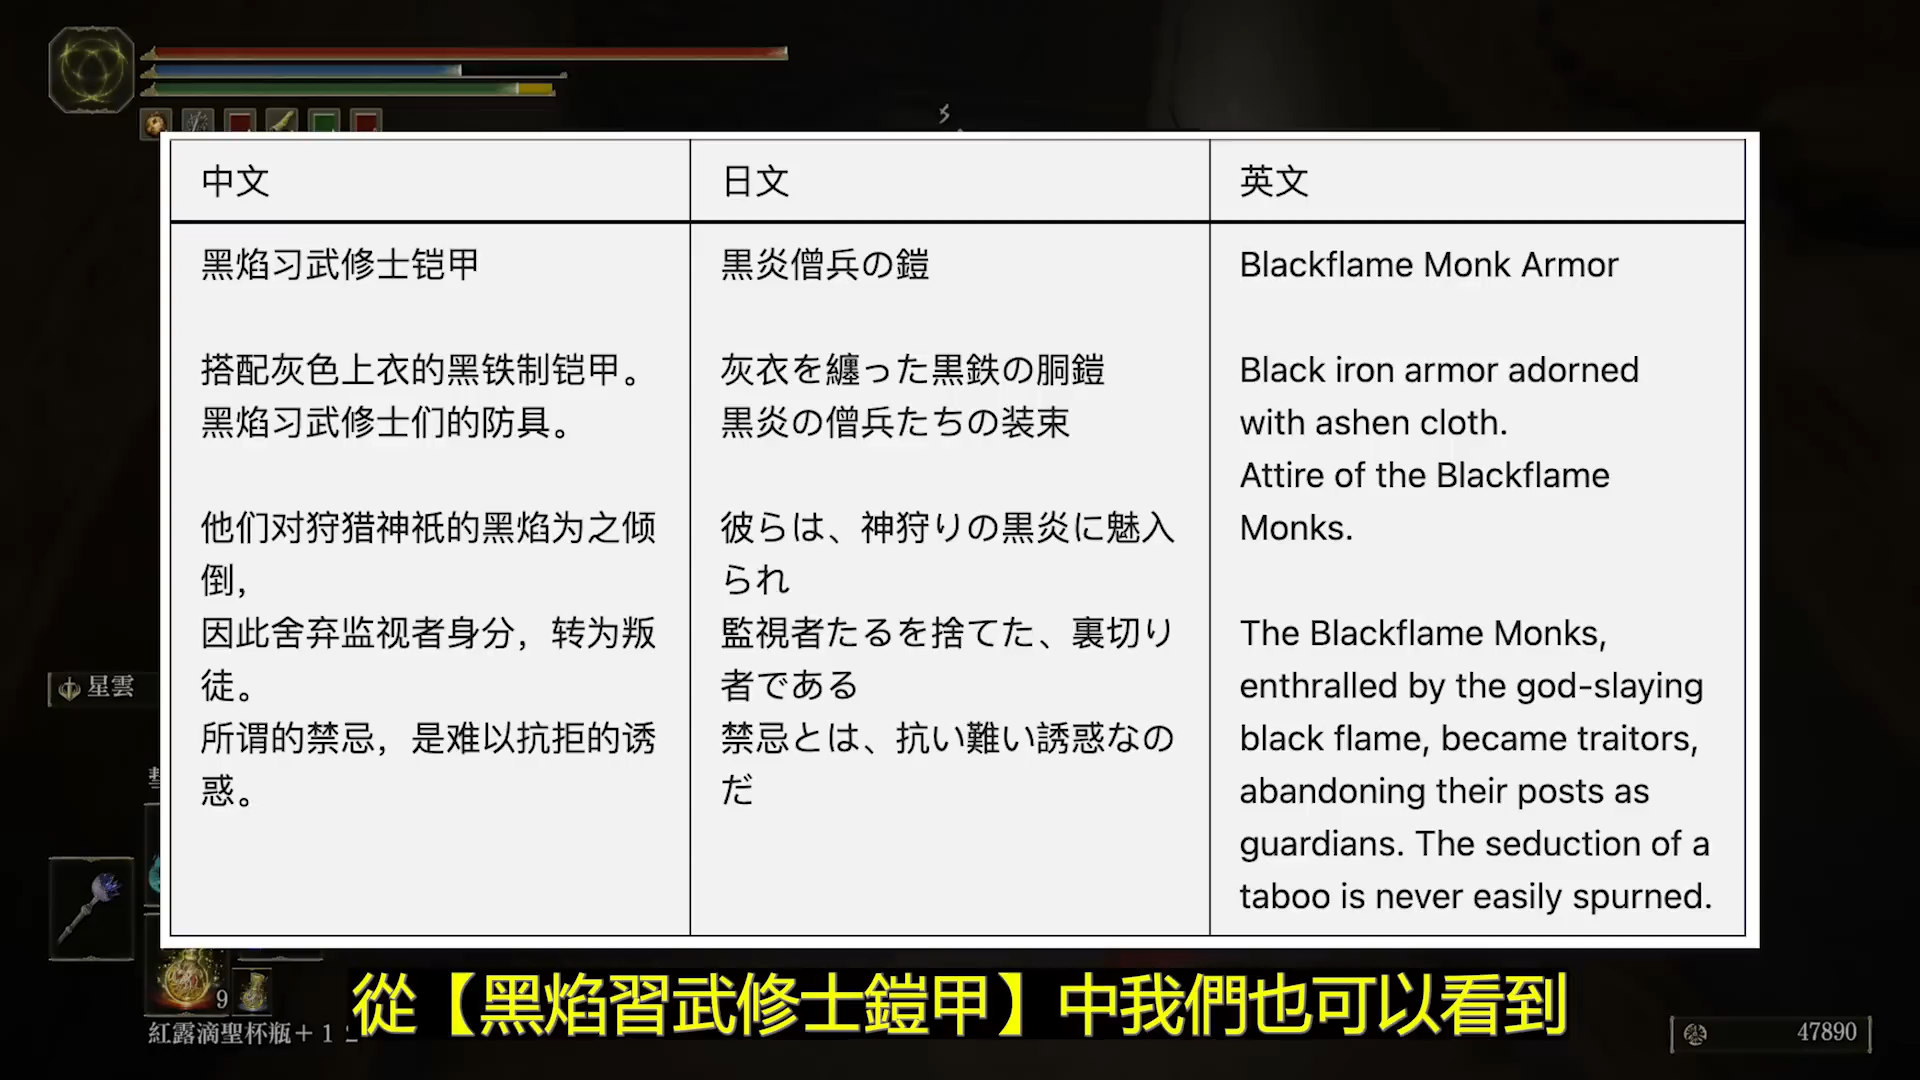 中文
黑焰习武修士铠甲
搭配灰色上衣的黑铁制铠甲。
黑焰习武修士们的防具。
他们对狩猎神祇的黑焰为之倾
倒，
因此舍弃监视者身分，转为叛
徒。
所谓的禁忌，是难以抗拒的诱
惑。
日文
黒炎僧兵の鎧
灰衣を纏った黒鉄の胴鎧
黒炎の僧兵たちの装束
彼らは、神狩りの黒炎に魅入
られ
監視者たるを捨てた、裏切り
者である
禁忌とは、抗い難い誘惑なの
だ
英文
Blackflame Monk Armor
Black iron armor adorned
with ashen cloth.
Attire of the Blackflame
Monks.
The Blackflame Monks,
enthralled by the god-slaying
black flame, became traitors,
abandoning their posts as
guardians. The seduction of a
taboo is never easily spurned.
星雲
9
紅露滴聖杯瓶＋1
從【黑焰習武修士鎧甲】中我們也可以看到
47890